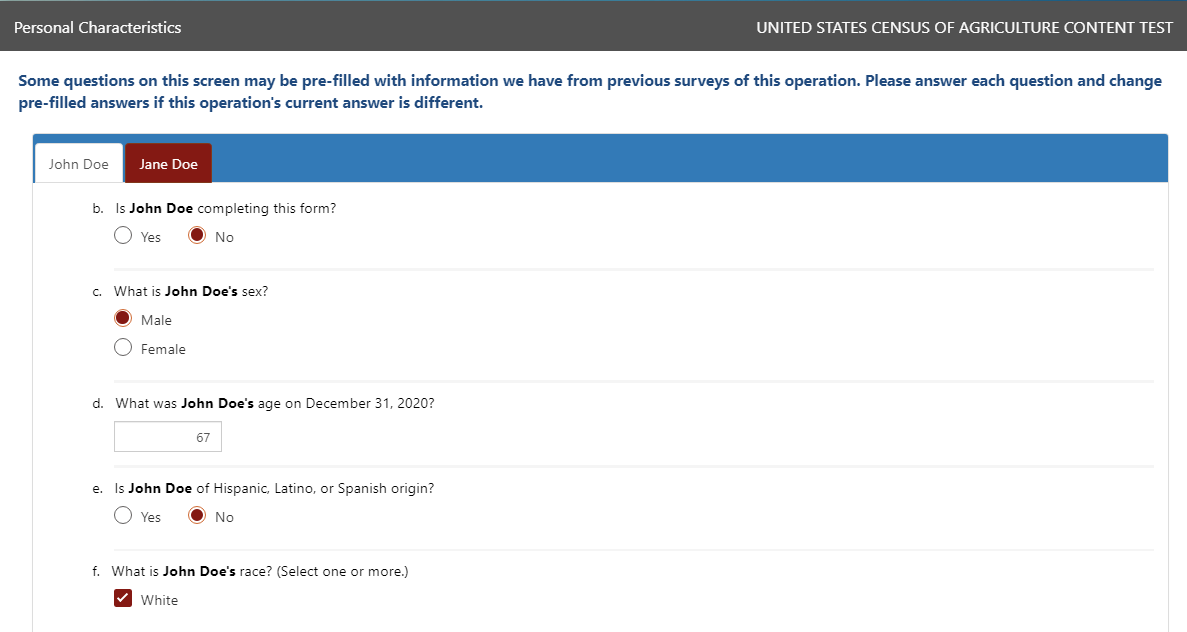 Personal Characteristics
UNITED STATES CENSUS OF AGRICULTURE CONTENT TEST
Some questions on this screen may be pre-filled with information we have from previous surveys of this operation. Please answer each question and change
pre-filled answers if this operation's current answer is different.
John Doe
Jane Doe
b. Is John Doe completing this form?
Yes No
c. What is John Doe's sex?
Male
Female
d. What was John Doe's age on December 31, 2020?
67
e. Is John Doe of Hispanic, Latino, or Spanish origin?
Yes No
f. What is John Doe's race? (Select one or more.)
White